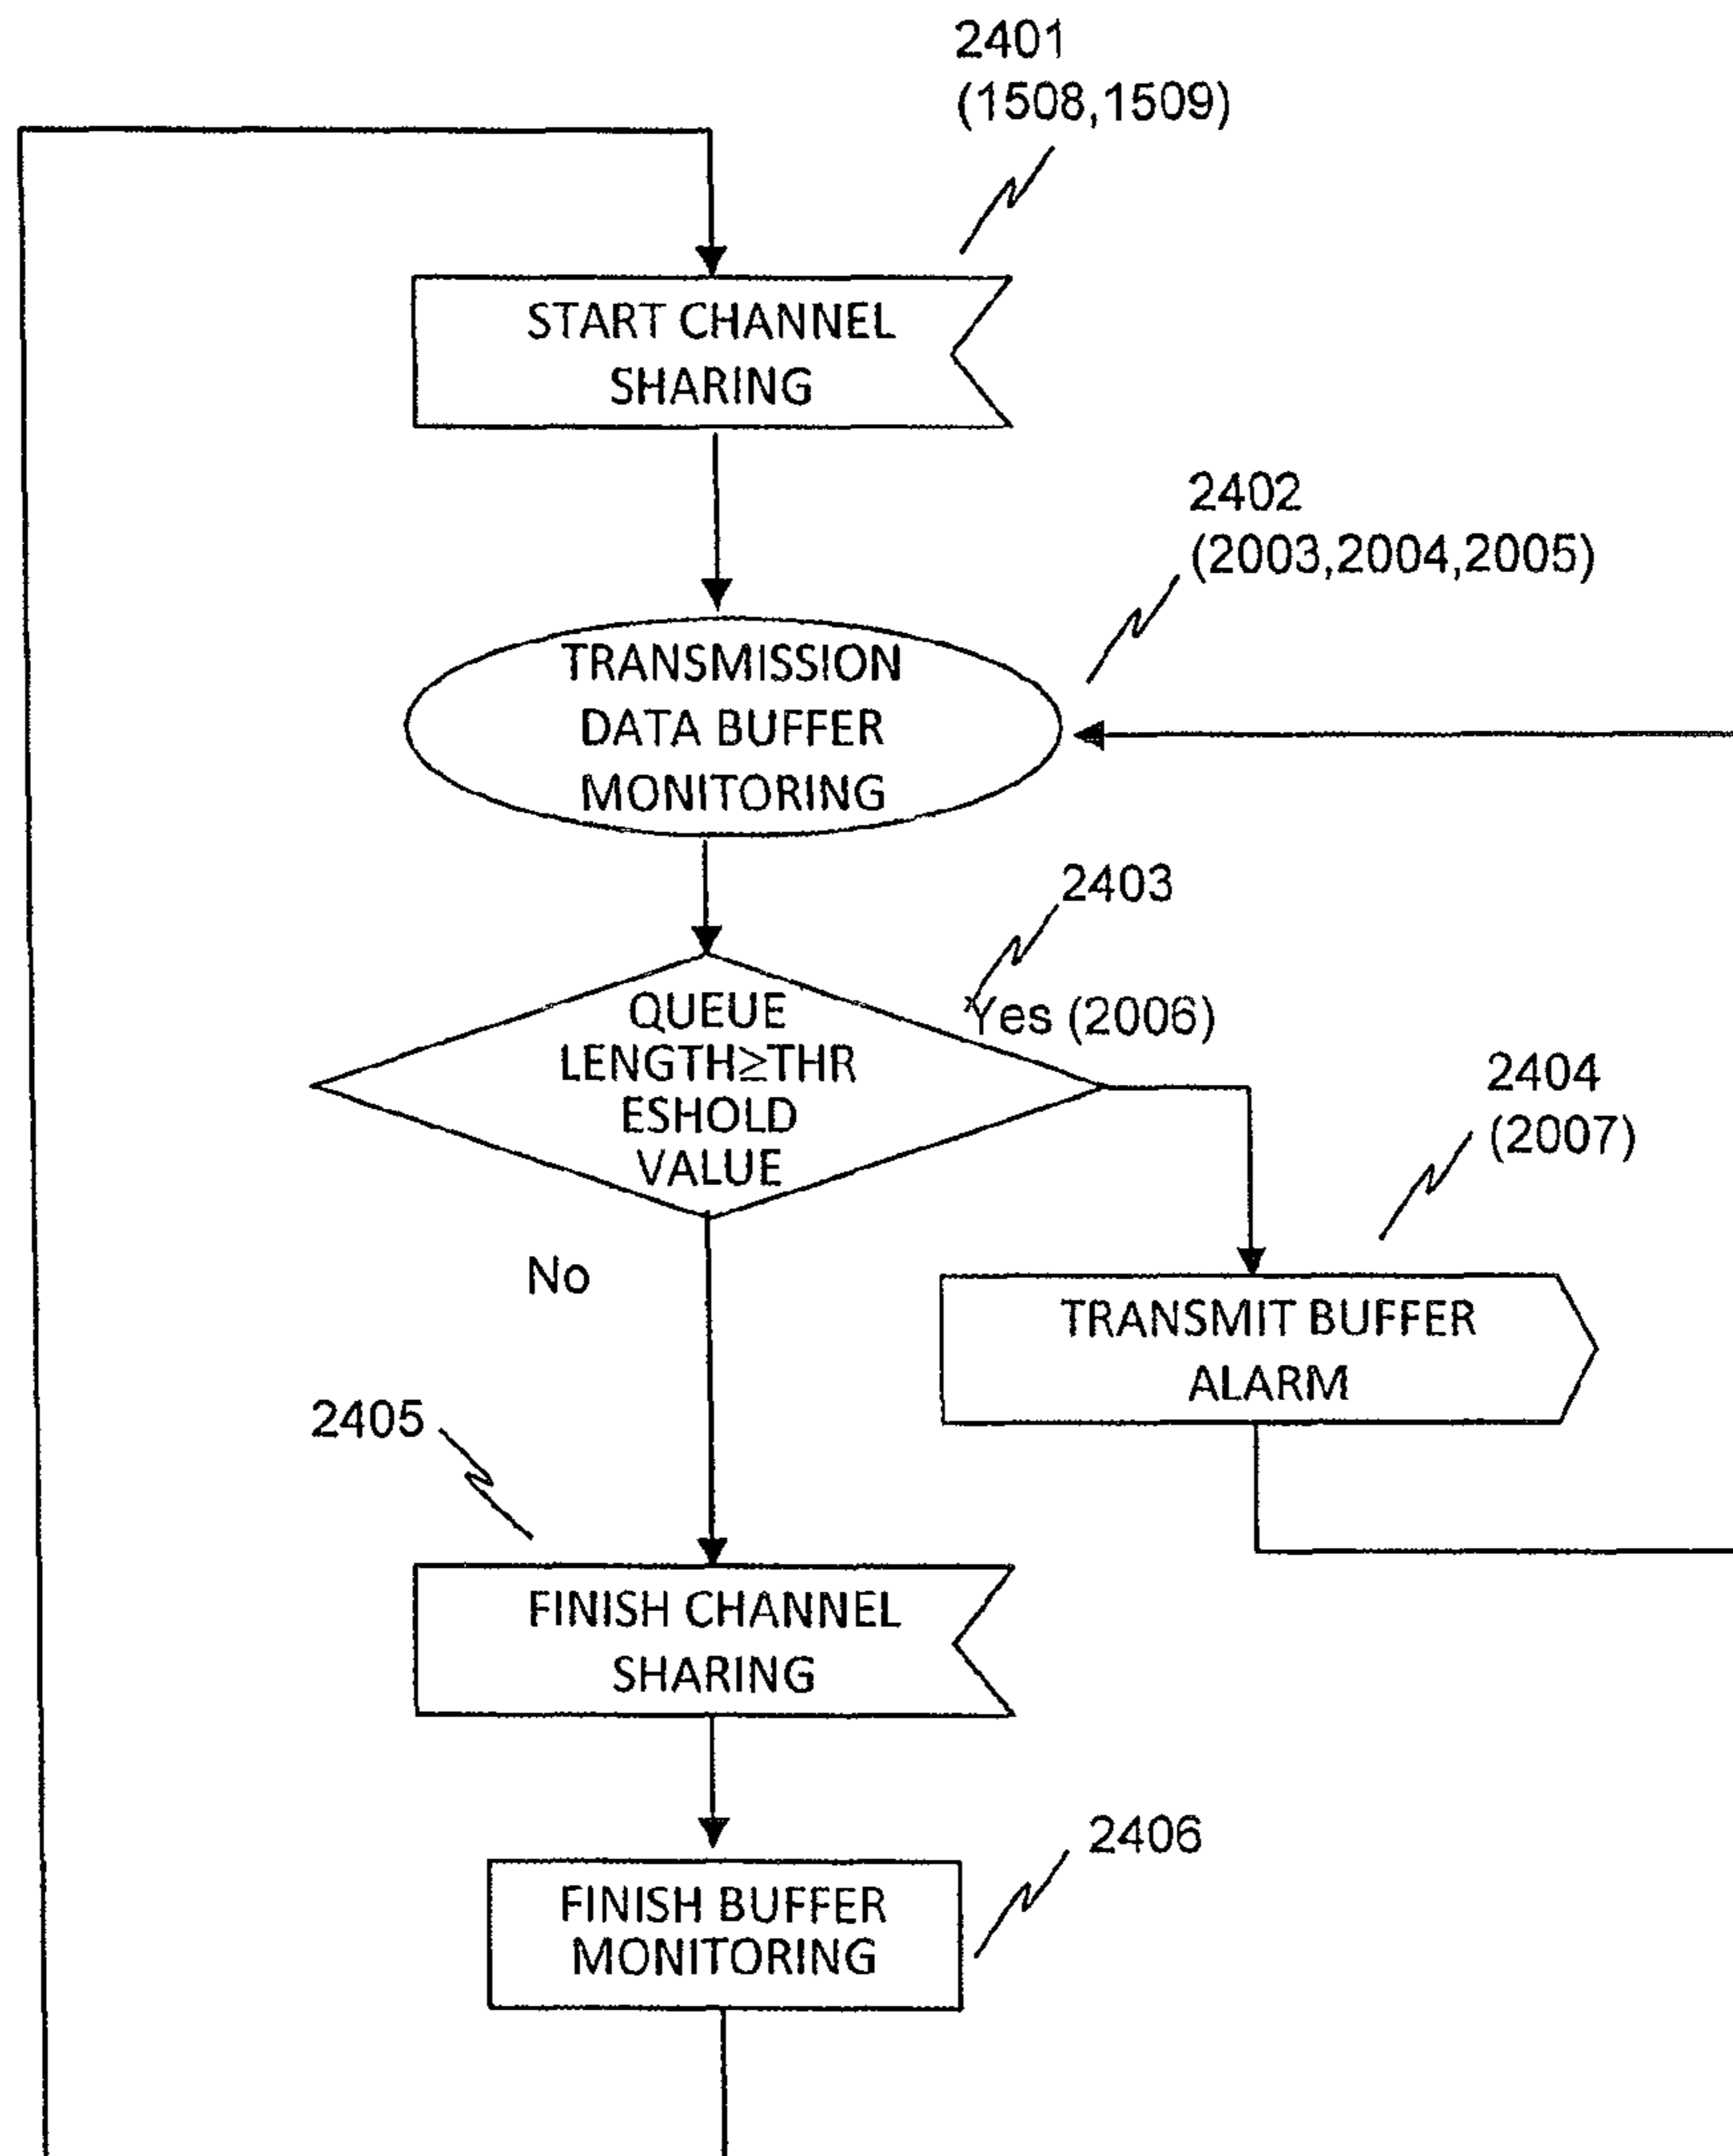 2401
(1508,1509)
START CHANNEL
SHARING
2402
(2003,2004,2005)
TRANSMISSION
DATA BUFFER
MONITORING
2403
QUEUE
LENGTH≥THR
ESHOLD
VALUE
Yes (2006)
2404
(2007)
No
TRANSMIT BUFFER
ALARM
2405
FINISH CHANNEL
SHARING
2406
FINISH BUFFER
MONITORING